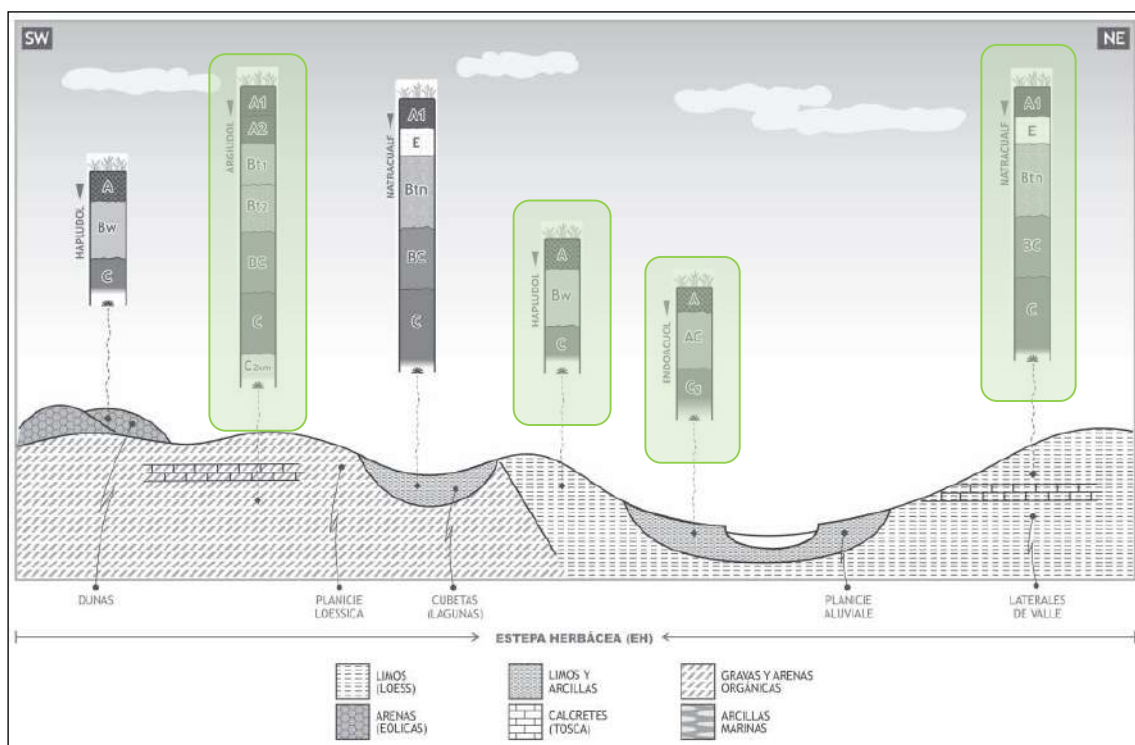 SW
NE
HAPLUDOL
A
Bw
C
ARGIUDOL
A1
A2
Bt1
Bt2
BC
C
C2km
NATRACUALF
A1
E
Btn
BC
C
HAPLUDOL
A
Bw
C
ENDOACUOL
A
AC
Cg
NATRACUALF
A1
E
Btn
BC
C
DUNAS
PLANICIE
LOESSICA
CUBETAS
(LAGUNAS)
PLANICIE
ALUVIALE
LATERALES
DE VALLE
ESTEPA HERBÁCEA (EH)
LIMOS
(LOESS)
LIMOS Y
ARCILLAS
GRAVAS Y ARENAS
ORGÁNICAS
ARENAS
(EÓLICAS)
CALCRETES
(TOSCA)
ARCILLAS
MARINAS